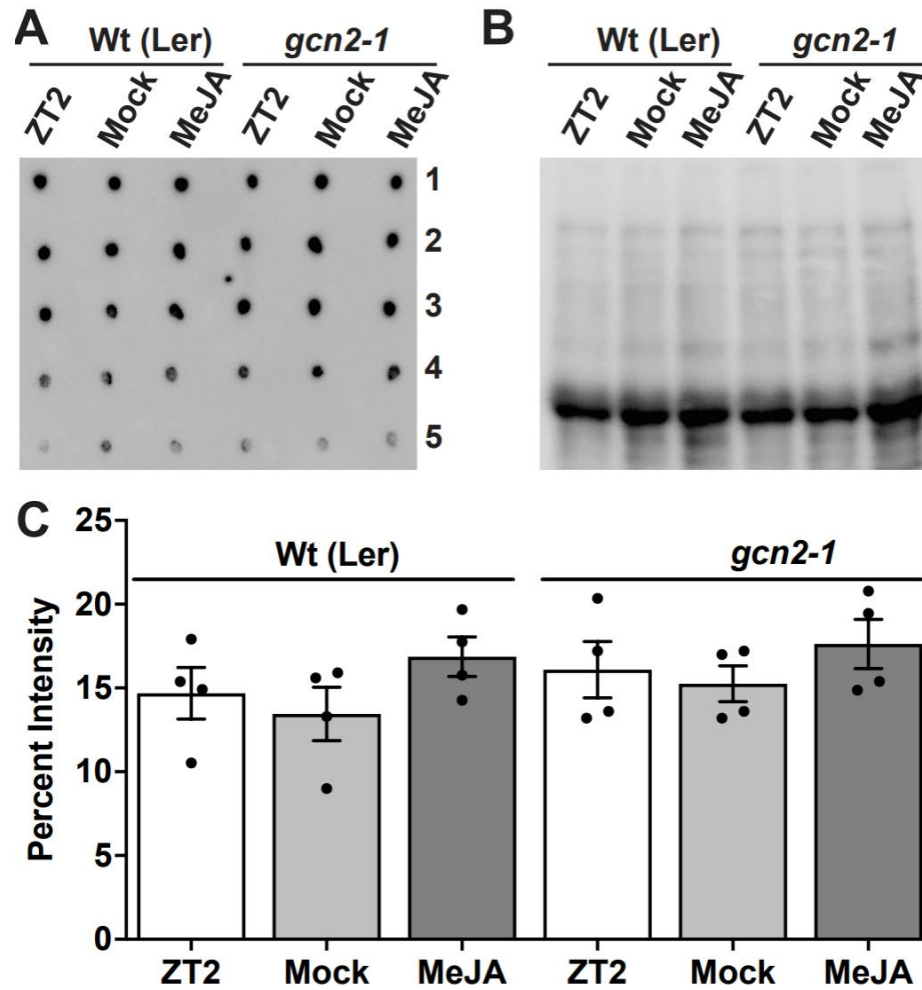 A
Wt (Ler) gcn2-1
ZT2 Mock MeJA ZT2 Mock MeJA
1
2
3
4
5
B
Wt (Ler) gcn2-1
ZT2 Mock MeJA ZT2 Mock MeJA
C
Percent Intensity
25
20
15
10
5
0
Wt (Ler) gcn2-1
ZT2 Mock MeJA ZT2 Mock MeJA